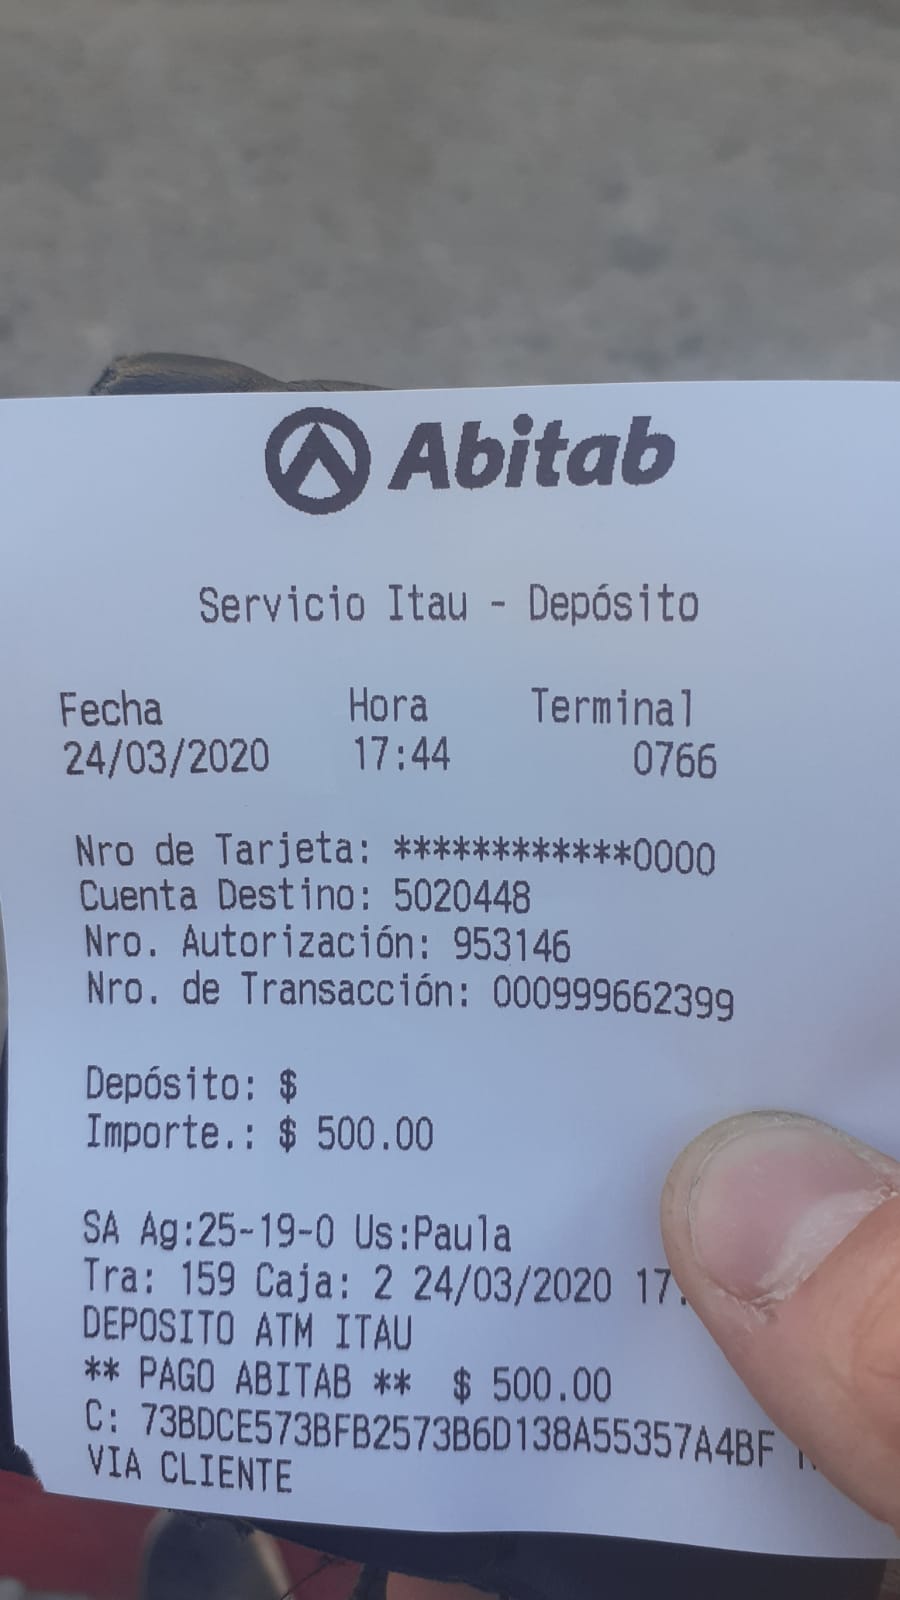 Abitab
Servicio Itau - Depósito
Fecha Hora Terminal
24/03/2020 17:44 0766
Nro de Tarjeta: ************0000
Cuenta Destino: 5020448
Nro. Autorización: 953146
Nro. de Transacción: 000999662399
Depósito: $
Importe.: $ 500.00
SA Ag:25-19-0 Us:Paula
Tra: 159 Caja: 2 24/03/2020 17:
DEPOSITO ATM ITAU
** PAGO ABITAB ** $ 500.00
C: 73BDCE573BFB2573B6D138A55357A4BF
VIA CLIENTE